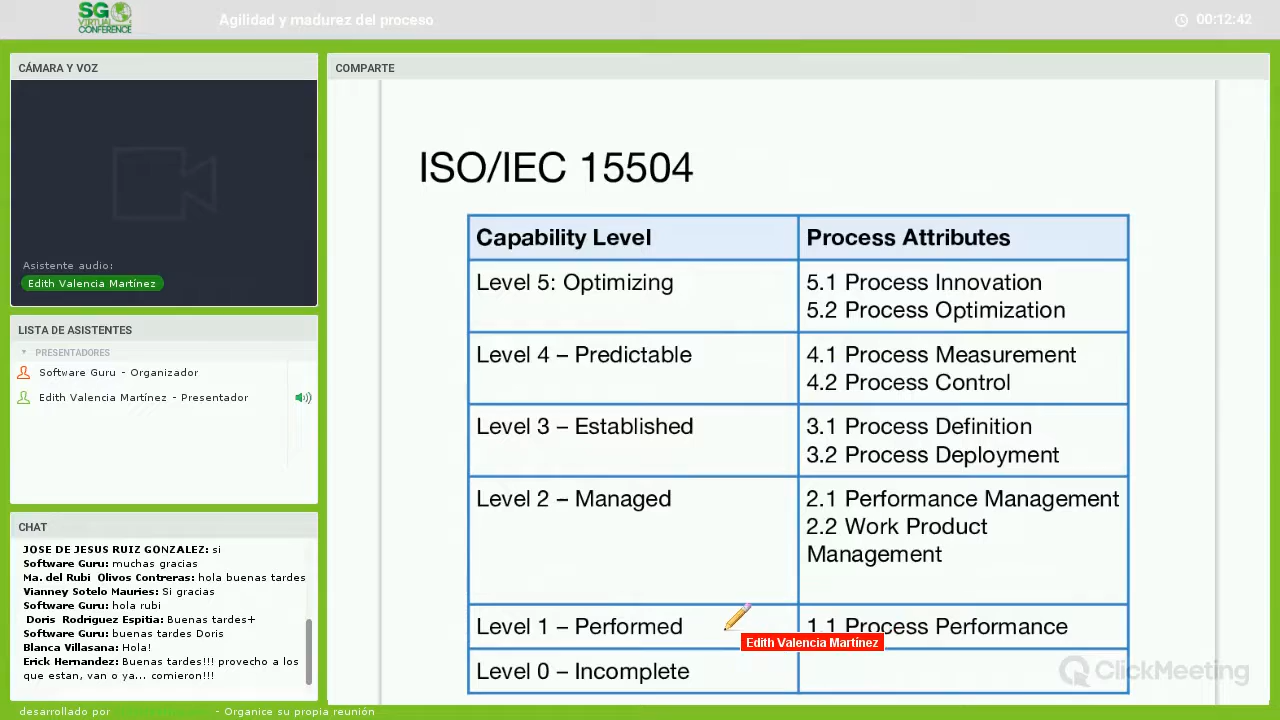 SG
VIRTUAL
CONFERENCE
Agilidad y madurez del proceso
00:12:42
CÁMARA Y VOZ
Asistente audio:
Edith Valencia Martínez
LISTA DE ASISTENTES
PRESENTADORES
Software Guru - Organizador
Edith Valencia Martínez - Presentador
CHAT
JOSE DE JESUS RUIZ GONZALEZ: si
Software Guru: muchas gracias
Ma. del Rubi Olivos Contreras: hola buenas tardes
Vianney Sotelo Mauries: Si gracias
Software Guru: hola rubi
Doris Rodriguez Espitia: Buenas tardes+
Software Guru: buenas tardes Doris
Blanca Villasana: Hola!
Erick Hernandez: Buenas tardes!!! provecho a los
que estan, van o ya... comieron!!!
COMPARTE
ISO/IEC 15504
Capability Level Process Attributes
Level 5: Optimizing 5.1 Process Innovation
5.2 Process Optimization
Level 4 – Predictable 4.1 Process Measurement
4.2 Process Control
Level 3 – Established 3.1 Process Definition
3.2 Process Deployment
Level 2 – Managed 2.1 Performance Management
2.2 Work Product
Management
Level 1 – Performed 1.1 Process Performance
Edith Valencia Martínez
Level 0 – Incomplete
ClickMeeting
desarrollado por - Organice su propia reunión